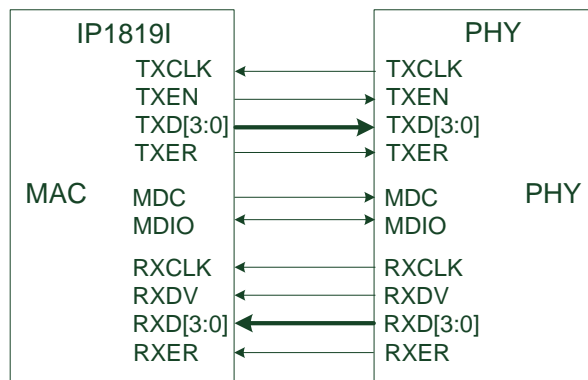 IP1819I PHY
TXCLK TXCLK
TXEN TXEN
TXD[3:0] TXD[3:0]
TXER TXER
MAC MDC MDC PHY
MDIO MDIO
RXCLK RXCLK
RXDV RXDV
RXD[3:0] RXD[3:0]
RXER RXER